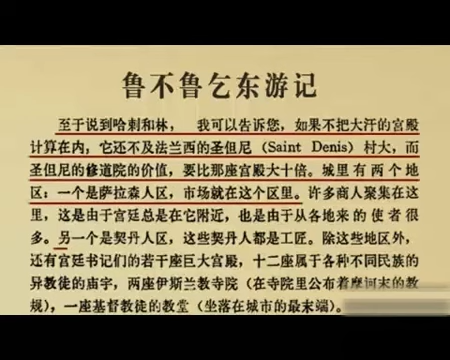 鲁不鲁乞东游记
至于说到哈剌和林， 我可以告诉您，如果不把大汗的宫殿
计算在内，它还不及法兰西的圣但尼（Saint Denis）村大，而
圣但尼的修道院的价值，要比那座宫殿大十倍。城里有两个地
区：一个是萨拉森人区，市场就在这个区里。许多商人聚集在这
里，这是由于宫廷总是在它附近，也是由于从各地来的使者很
多。另一个是契丹人区，这些契丹人都是工匠。除这些地区外，
还有宫廷书记们的若干座巨大宫殿，十二座属于各种不同民族的
异教徒的庙宇，两座伊斯兰教寺院（在寺院里公布着摩诃末的教
规），一座基督教徒的教堂（坐落在城市的最末端）。